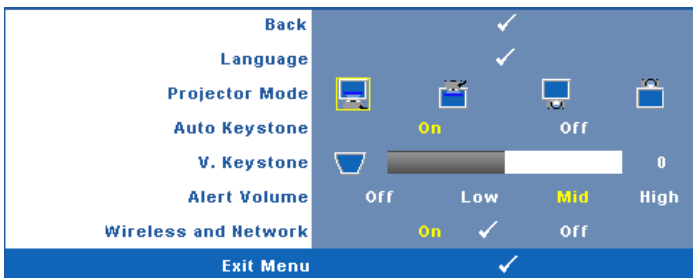 Back
Language
Projector Mode
Auto Keystone On Off
V. Keystone 0
Alert Volume Off Low Mid High
Wireless and Network On Off
Exit Menu